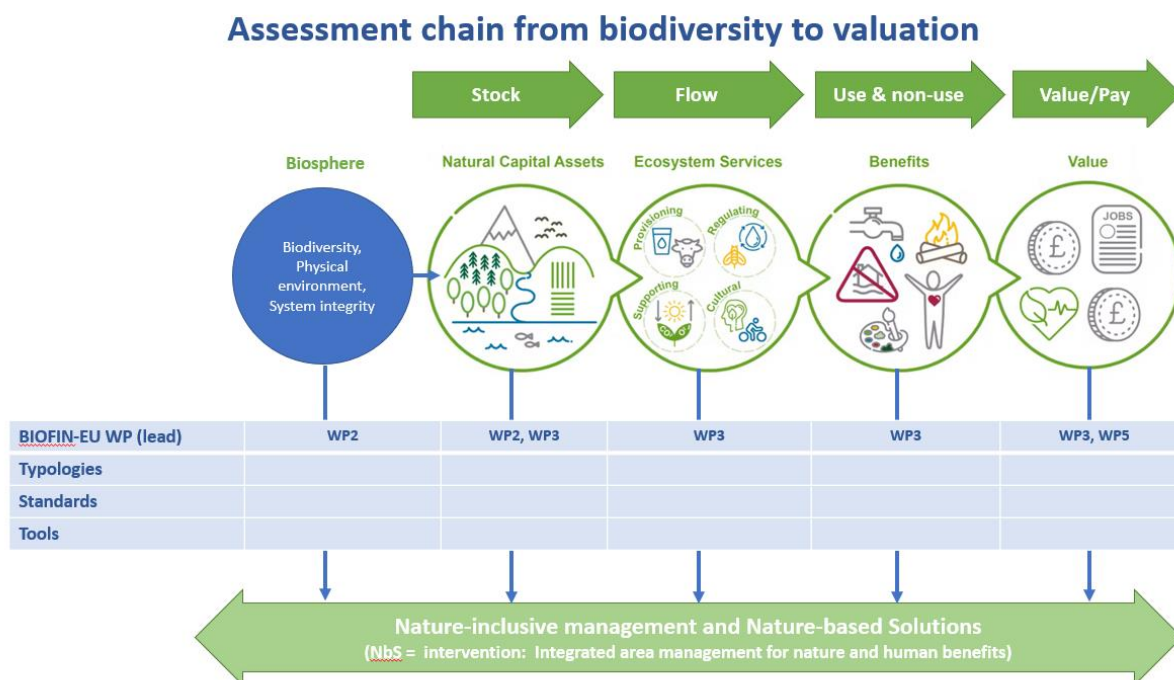 Assessment chain from biodiversity to valuation
Stock
Flow
Use & non-use
Value/Pay
Biosphere
Natural Capital Assets
Ecosystem Services
Benefits
Value
Biodiversity,
Physical
environment,
System integrity
Provisioning
Regulating
Supporting
Cultural
JOBS
£
£
BIOFIN-EU WP (lead)
WP2
WP2, WP3
WP3
WP3
WP3, WP5
Typologies
Standards
Tools
Nature-inclusive management and Nature-based Solutions
(NbS = intervention: Integrated area management for nature and human benefits)